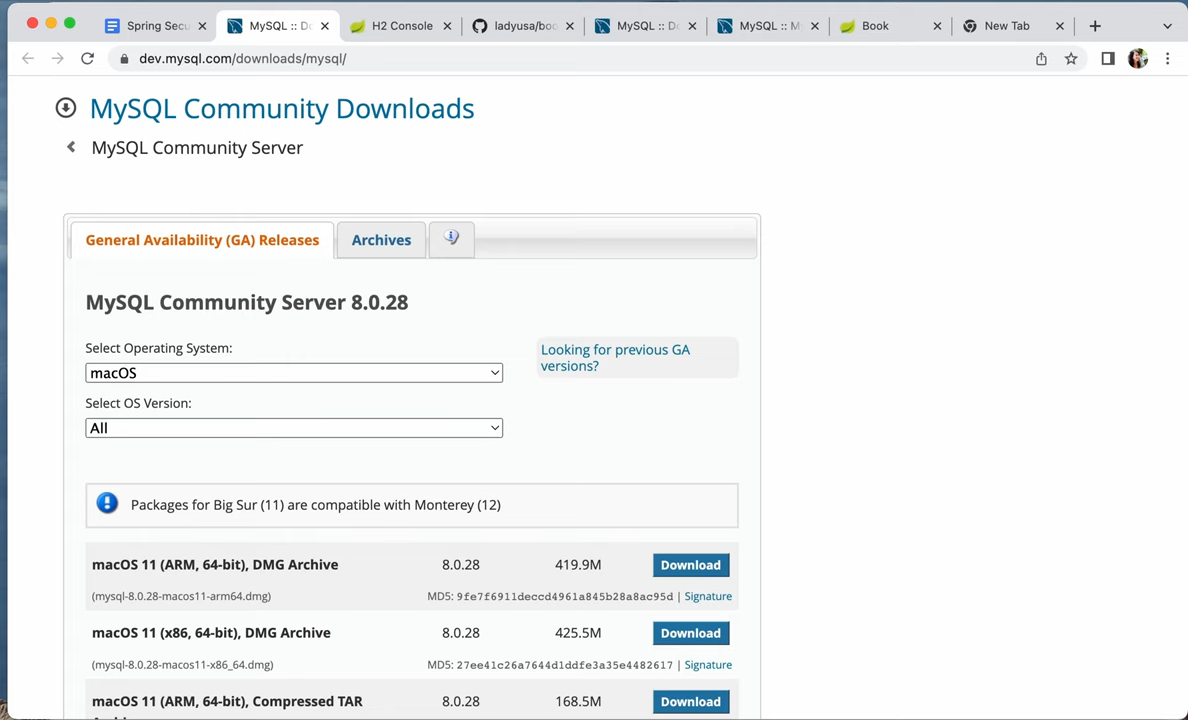 Spring Secu
MySQL :: Do
H2 Console
ladyusa/boo
MySQL :: Do
MySQL :: M
Book
New Tab
dev.mysql.com/downloads/mysql/
MySQL Community Downloads
MySQL Community Server
General Availability (GA) Releases
Archives
MySQL Community Server 8.0.28
Select Operating System:
Looking for previous GA
versions?
macOS
Select OS Version:
All
Packages for Big Sur (11) are compatible with Monterey (12)
macOS 11 (ARM, 64-bit), DMG Archive 8.0.28 419.9M Download
(mysql-8.0.28-macos11-arm64.dmg) MD5: 9fe7f6911deccd4961a845b28a8ac95d | Signature
macOS 11 (x86, 64-bit), DMG Archive 8.0.28 425.5M Download
(mysql-8.0.28-macos11-x86_64.dmg) MD5: 27ee41c26a7644d1ddfe3a35e4482617 | Signature
macOS 11 (ARM, 64-bit), Compressed TAR 8.0.28 168.5M Download